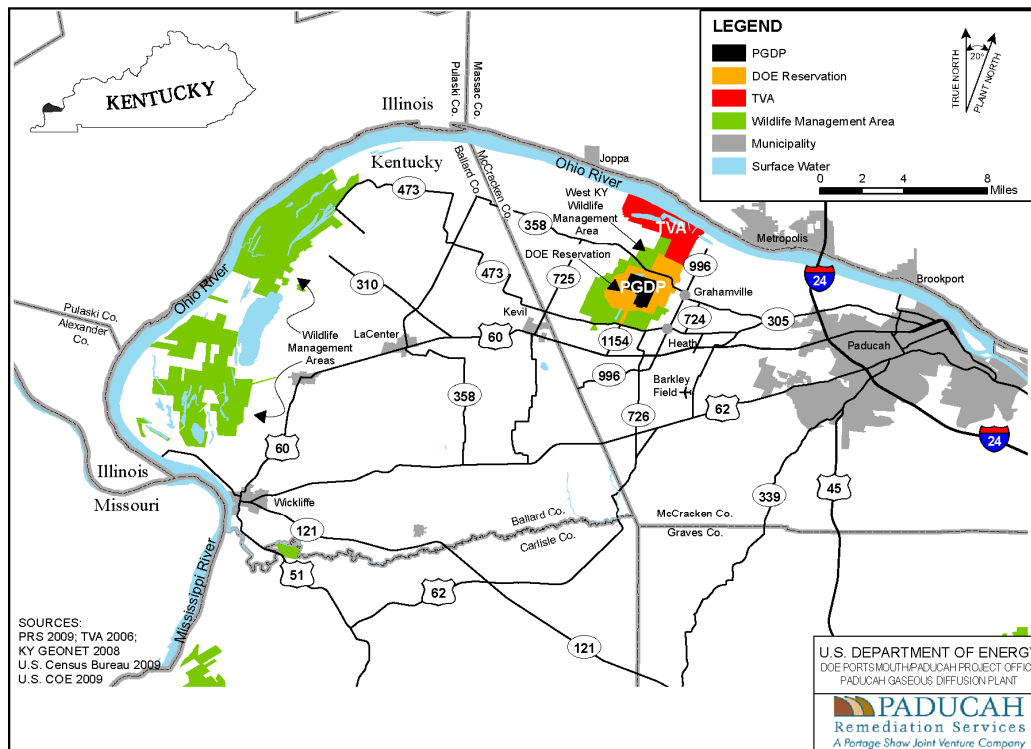 KENTUCKY
LEGEND
PGDP
DOE Reservation
TVA
Wildlife Management Area
Municipality
Surface Water
0 2 4 8
Miles
TRUE NORTH
20°
PLANT NORTH
Illinois
Pulaski Co.
Massac Co.
Kentucky
Ballard Co.
McCracken Co.
Ohio River
Joppa
West KY
Wildlife
Management
Area
TVA
Metropolis
473
358
DOE Reservation
996
24
Brookport
Ohio River
310
473
725
PGDP
Grahamville
Pulaski Co.
Alexander
Co.
Wildlife
Management
Areas
LaCenter
60
Kevil
1154
724
Heath
305
Paducah
996
Barkley
Field
358
726
62
60
24
Illinois
Missouri
Wickliffe
339
45
121
Ballard Co.
Carlisle Co.
McCracken Co.
Graves Co.
51
62
Mississippi River
121
SOURCES:
PRS 2009; TVA 2006;
KY GEONET 2008
U.S. Census Bureau 2009
U.S. COE 2009
U.S. DEPARTMENT OF ENERGY
DOE PORTSMOUTH/PADUCAH PROJECT OFFIC
PADUCAH GASEOUS DIFFUSION PLANT
PADUCAH
Remediation Services
A Portage Shaw Joint Venture Company